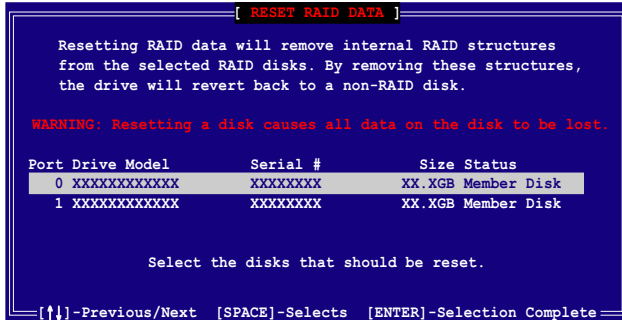 [ RESET RAID DATA ]
Resetting RAID data will remove internal RAID structures
from the selected RAID disks. By removing these structures,
the drive will revert back to a non-RAID disk.
WARNING: Resetting a disk causes all data on the disk to be lost.
Port Drive Model Serial # Size Status
0 XXXXXXXXXXXX XXXXXXXX XX.XGB Member Disk
1 XXXXXXXXXXXX XXXXXXXX XX.XGB Member Disk
Select the disks that should be reset.
[↑↓]-Previous/Next [SPACE]-Selects [ENTER]-Selection Complete